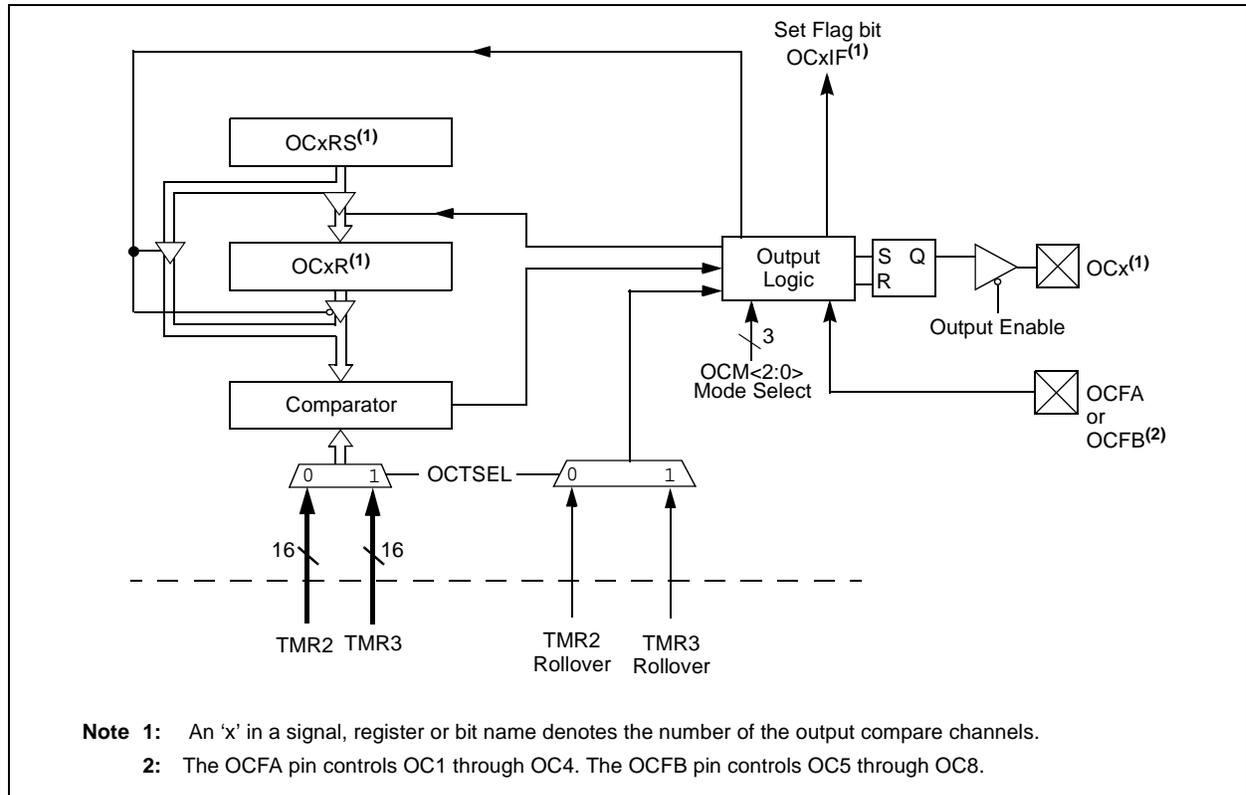 Set Flag bit
OCxIF(1)
OCxRS(1)
OCxR(1)
Output
Logic
S Q
R
OCx(1)
Output Enable
3
OCM<2:0>
Mode Select
OCFA
or
OCFB(2)
Comparator
0 1
OCTSEL
0 1
16
16
TMR2
TMR3
TMR2
Rollover
TMR3
Rollover
Note 1: An ‘x’ in a signal, register or bit name denotes the number of the output compare channels.
2: The OCFA pin controls OC1 through OC4. The OCFB pin controls OC5 through OC8.